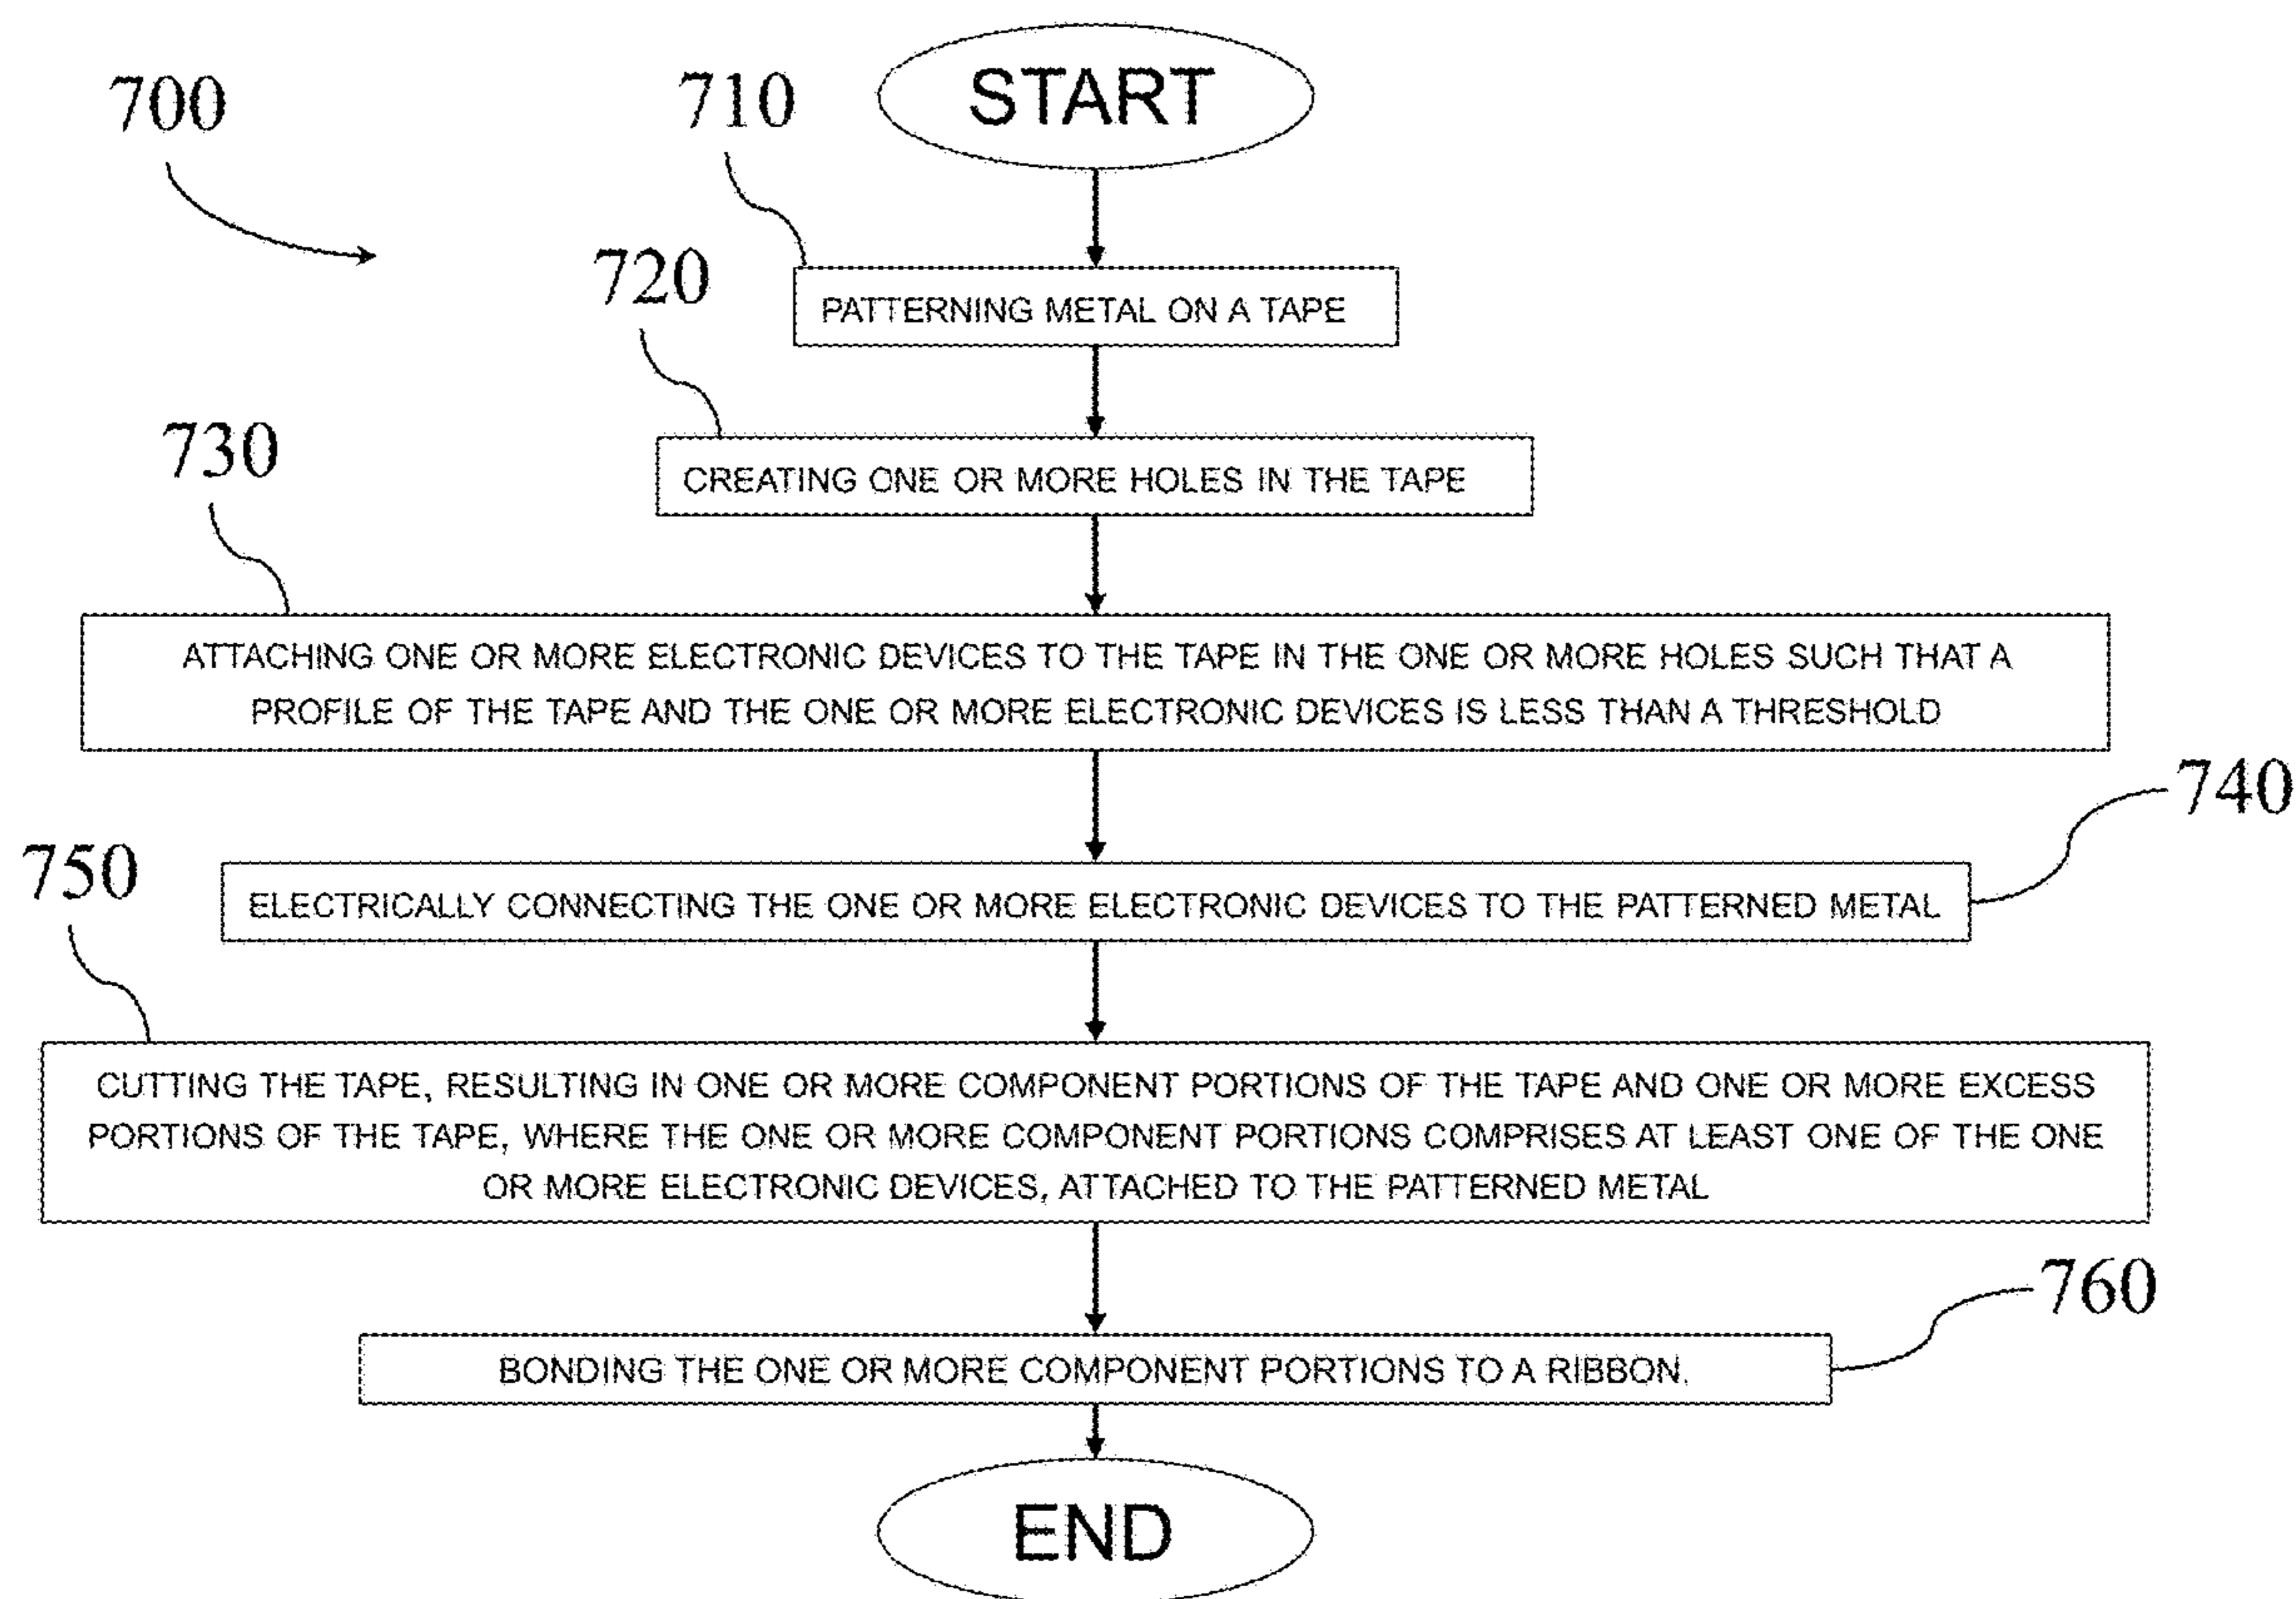 700
710
START
720
PATTERNING METAL ON A TAPE
730
CREATING ONE OR MORE HOLES IN THE TAPE
ATTACHING ONE OR MORE ELECTRONIC DEVICES TO THE TAPE IN THE ONE OR MORE HOLES SUCH THAT A
PROFILE OF THE TAPE AND THE ONE OR MORE ELECTRONIC DEVICES IS LESS THAN A THRESHOLD
740
750
ELECTRICALLY CONNECTING THE ONE OR MORE ELECTRONIC DEVICES TO THE PATTERNED METAL
CUTTING THE TAPE, RESULTING IN ONE OR MORE COMPONENT PORTIONS OF THE TAPE AND ONE OR MORE EXCESS
PORTIONS OF THE TAPE, WHERE THE ONE OR MORE COMPONENT PORTIONS COMPRISES AT LEAST ONE OF THE ONE
OR MORE ELECTRONIC DEVICES, ATTACHED TO THE PATTERNED METAL
760
BONDING THE ONE OR MORE COMPONENT PORTIONS TO A RIBBON.
END